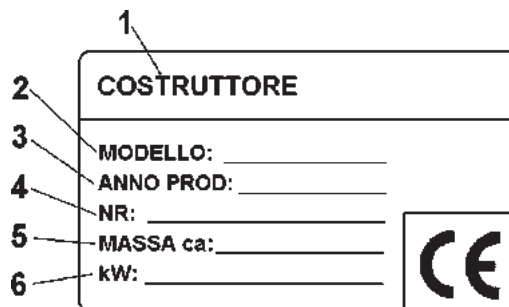 1
COSTRUTTORE
2
MODELLO:
3
ANNO PROD:
4
NR:
5
MASSA ca:
6
kW:
CE